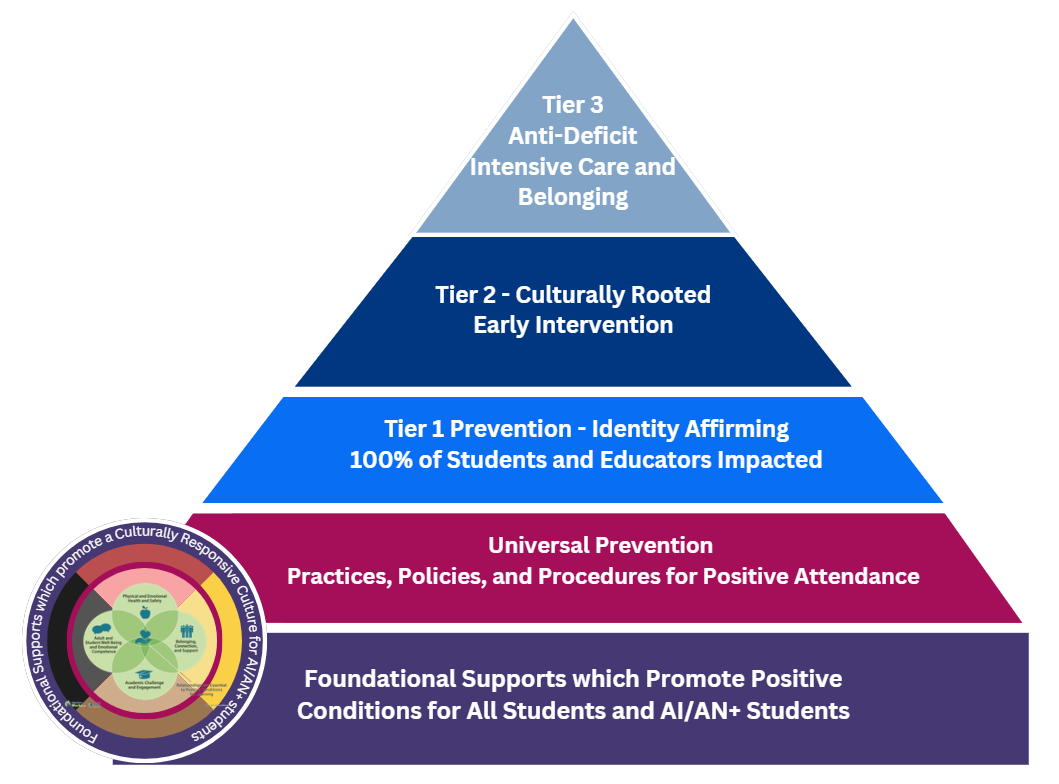 Tier 3
Anti-Deficit
Intensive Care and
Belonging
Tier 2 - Culturally Rooted
Early Intervention
Tier 1 Prevention - Identity Affirming
100% of Students and Educators Impacted
Universal Prevention
Practices, Policies, and Procedures for Positive Attendance
Foundational Supports which Promote Positive
Conditions for All Students and AI/AN+ Students
Foundational Supports which promote a Culturally Responsive Culture for AI/AN+ students
Physical and Emotional
Health and Safety
Adult and
Student Well-Being
and Emotional
Competence
Belonging,
Connection,
and Support
Academic Challenge
and Engagement